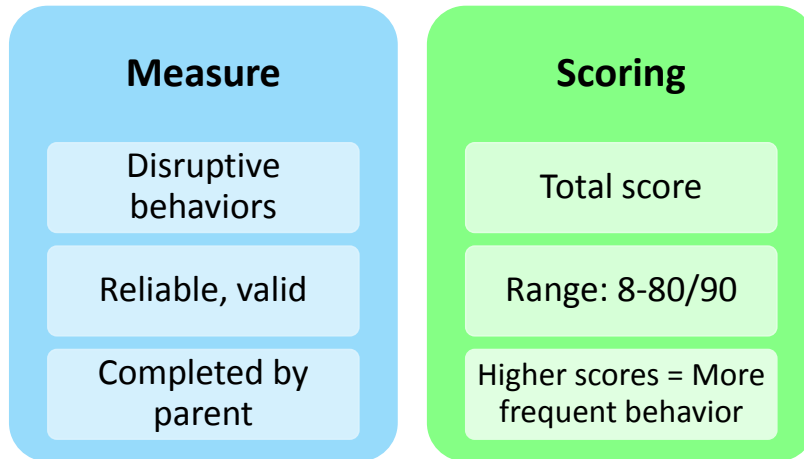 Measure
Disruptive
behaviors
Reliable, valid
Completed by
parent
Scoring
Total score
Range: 8-80/90
Higher scores = More
frequent behavior